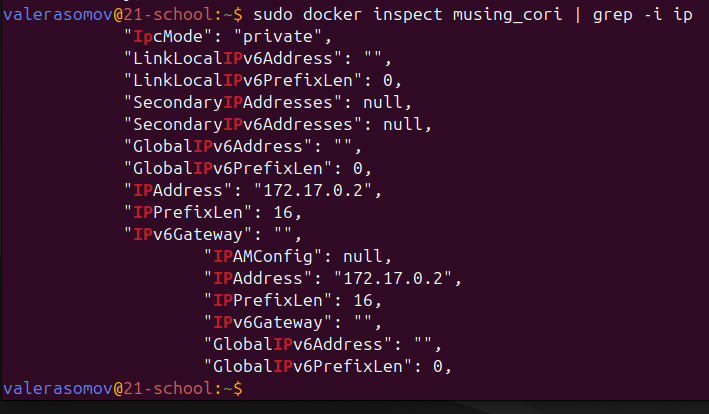 valerasomov@21-school:~$ sudo docker inspect musing_cori | grep -i ip
"IpcMode": "private",
"LinkLocalIPv6Address": "",
"LinkLocalIPv6PrefixLen": 0,
"SecondaryIPAddresses": null,
"SecondaryIPv6Addresses": null,
"GlobalIPv6Address": "",
"GlobalIPv6PrefixLen": 0,
"IPAddress": "172.17.0.2",
"IPPrefixLen": 16,
"IPv6Gateway": "",
"IPAMConfig": null,
"IPAddress": "172.17.0.2",
"IPPrefixLen": 16,
"IPv6Gateway": "",
"GlobalIPv6Address": "",
"GlobalIPv6PrefixLen": 0,
valerasomov@21-school:~$